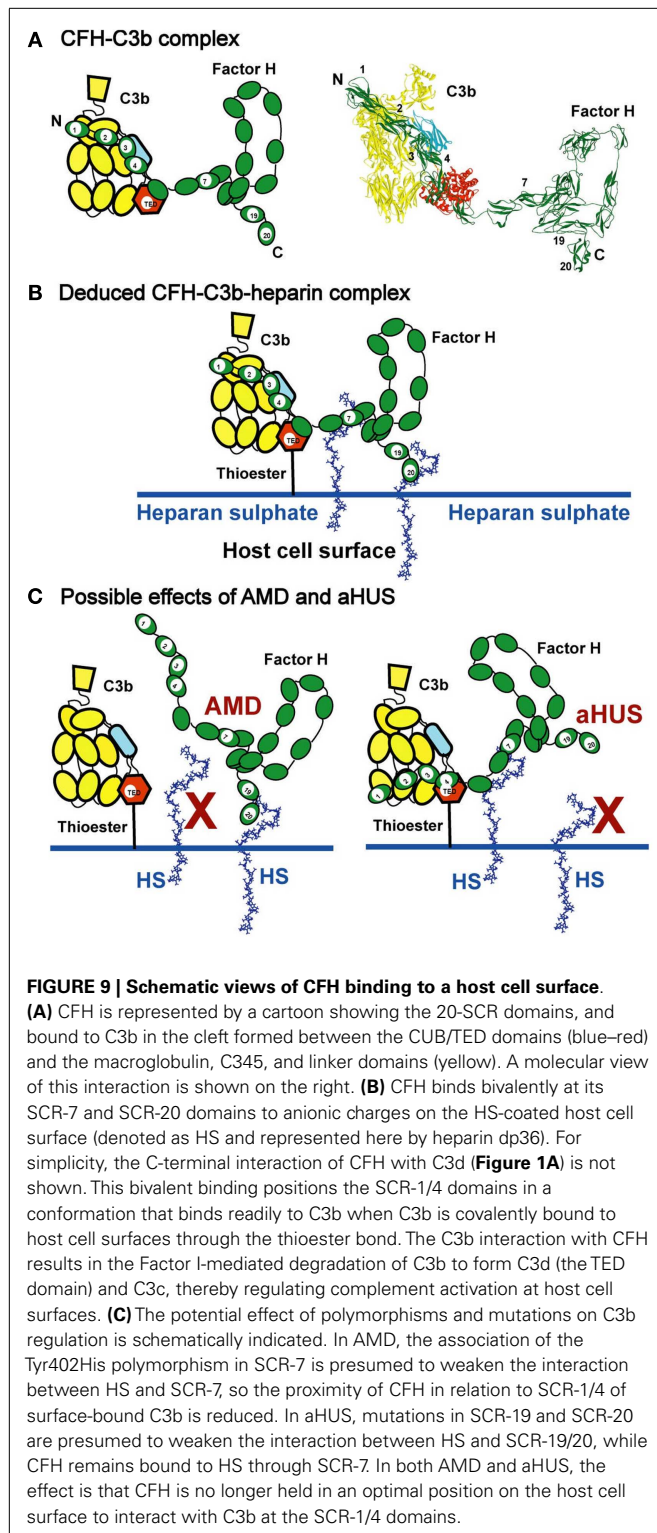 A CFH-C3b complex
Factor H
C3b
N
1
2
3
4
TED
7
19
20
C
1
N
C3b
2
3
4
7
Factor H
19
20
C
B Deduced CFH-C3b-heparin complex
C3b
Factor H
1
2
3
4
7
TED
19
20
Thioester
Heparan sulphate
Heparan sulphate
Host cell surface
C Possible effects of AMD and aHUS
1
2
3
4
7
C3b
AMD
Factor H
TED
Thioester
X
19
20
HS
HS
Factor H
C3b
aHUS
7
19
20
1
2
3
4
TED
Thioester
X
HS
HS
FIGURE 9 | Schematic views of CFH binding to a host cell surface.
(A) CFH is represented by a cartoon showing the 20-SCR domains, and
bound to C3b in the cleft formed between the CUB/TED domains (blue–red)
and the macroglobulin, C345, and linker domains (yellow). A molecular view
of this interaction is shown on the right. (B) CFH binds bivalently at its
SCR-7 and SCR-20 domains to anionic charges on the HS-coated host cell
surface (denoted as HS and represented here by heparin dp36). For
simplicity, the C-terminal interaction of CFH with C3d (Figure 1A) is not
shown. This bivalent binding positions the SCR-1/4 domains in a
conformation that binds readily to C3b when C3b is covalently bound to
host cell surfaces through the thioester bond. The C3b interaction with CFH
results in the Factor I-mediated degradation of C3b to form C3d (the TED
domain) and C3c, thereby regulating complement activation at host cell
surfaces. (C) The potential effect of polymorphisms and mutations on C3b
regulation is schematically indicated. In AMD, the association of the
Tyr402His polymorphism in SCR-7 is presumed to weaken the interaction
between HS and SCR-7, so the proximity of CFH in relation to SCR-1/4 of
surface-bound C3b is reduced. In aHUS, mutations in SCR-19 and SCR-20
are presumed to weaken the interaction between HS and SCR-19/20, while
CFH remains bound to HS through SCR-7. In both AMD and aHUS, the
effect is that CFH is no longer held in an optimal position on the host cell
surface to interact with C3b at the SCR-1/4 domains.